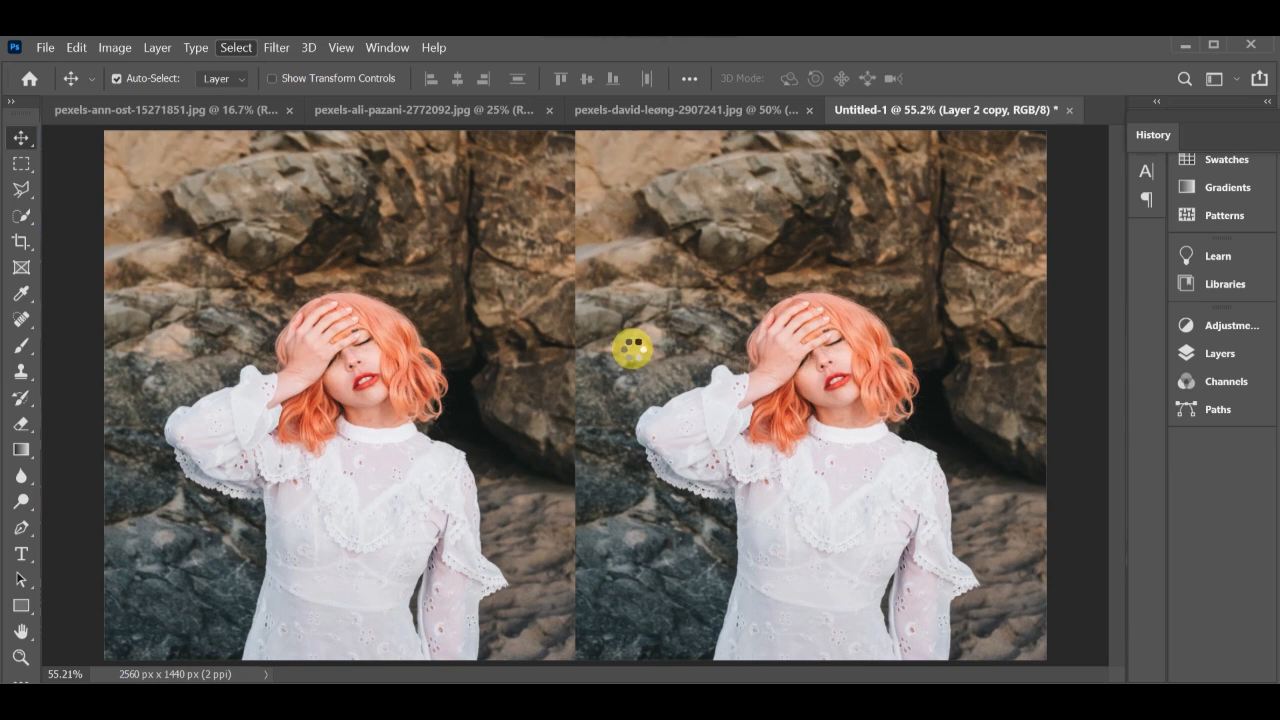 Ps File Edit Image Layer Type Select Filter 3D View Window Help
Auto-Select: Layer Show Transform Controls 3D Mode:
pexels-ann-ost-15271851.jpg @ 16.7% (R... × pexels-ali-pazani-2772092.jpg @ 25% (R... × pexels-david-leøng-2907241.jpg @ 50% (... × Untitled-1 @ 55.2% (Layer 2 copy, RGB/8) * ×
History
Swatches
Gradients
Patterns
Learn
Libraries
Adjustme...
Layers
Channels
Paths
55.21% 2560 px x 1440 px (2 ppi)